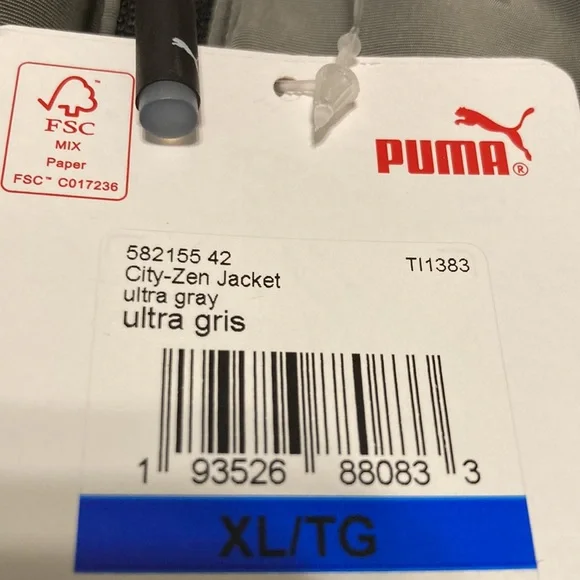 FSC
MIX
Paper
FSC™ C017236
PUMA®
582155 42
TI1383
City-Zen Jacket
ultra gray
ultra gris
1 93526 88083 3
XL/TG